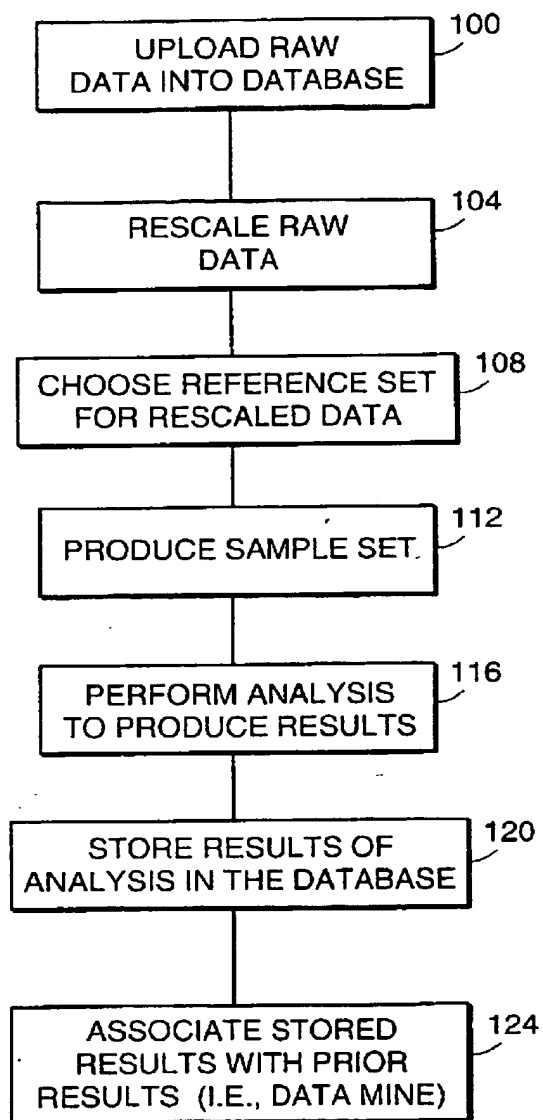 100
UPLOAD RAW
DATA INTO DATABASE
104
RESCALE RAW
DATA
108
CHOOSE REFERENCE SET
FOR RESCALED DATA
112
PRODUCE SAMPLE SET
116
PERFORM ANALYSIS
TO PRODUCE RESULTS
120
STORE RESULTS OF
ANALYSIS IN THE DATABASE
124
ASSOCIATE STORED
RESULTS WITH PRIOR
RESULTS (I.E., DATA MINE)